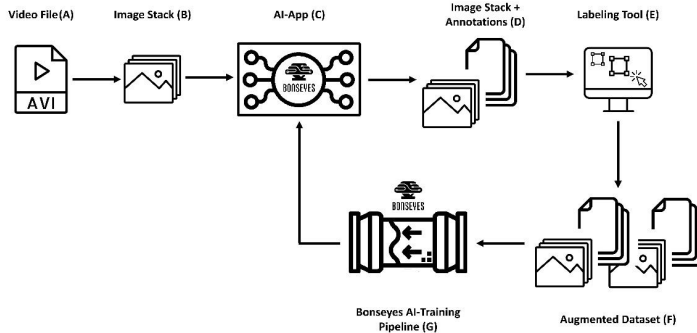 Video File(A)
Image Stack (B)
AI-App (C)
Image Stack +
Annotations (D)
Labeling Tool (E)
AVI
BONSEYES
BONSEYES
Bonseyes AI-Training
Pipeline (G)
Augmented Dataset (F)